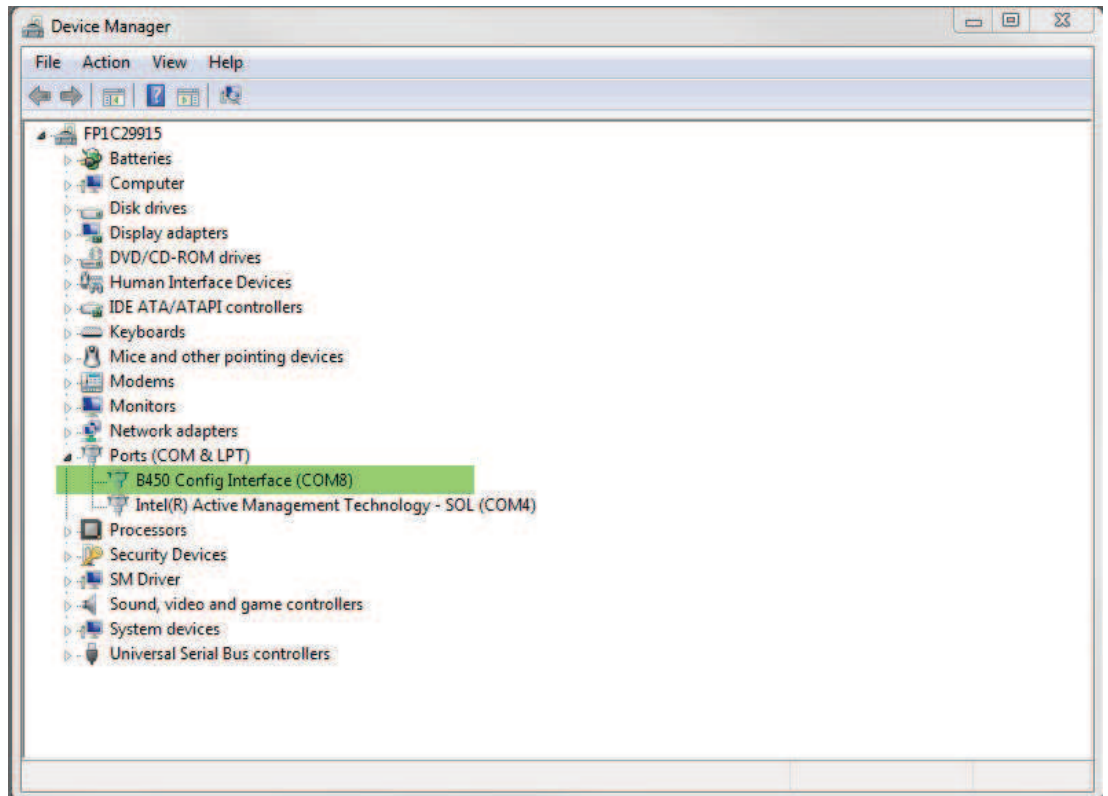 Device Manager
File Action View Help
FP1C29915
Batteries
Computer
Disk drives
Display adapters
DVD/CD-ROM drives
Human Interface Devices
IDE ATA/ATAPI controllers
Keyboards
Mice and other pointing devices
Modems
Monitors
Network adapters
Ports (COM & LPT)
B450 Config Interface (COM8)
Intel(R) Active Management Technology - SOL (COM4)
Processors
Security Devices
SM Driver
Sound, video and game controllers
System devices
Universal Serial Bus controllers